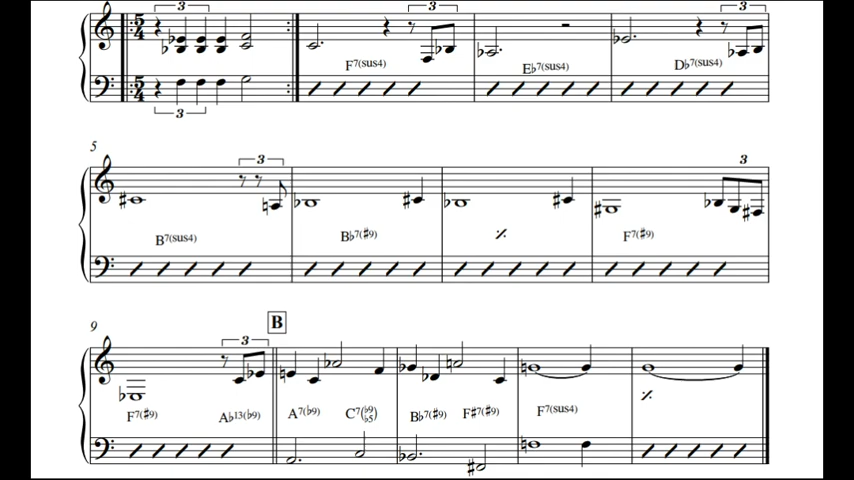 3 3 3
5 4
F7(sus4) E♭7(sus4) D♭7(sus4)
5 4
3
5 3 3
B7(sus4) B♭7(♯9) F7(♯9)
9 3 B
F7(♯9) A♭13(♭9) A7(♭9) C7(♭9 ♭5) B♭7(♯9) F♯7(♯9) F7(sus4)